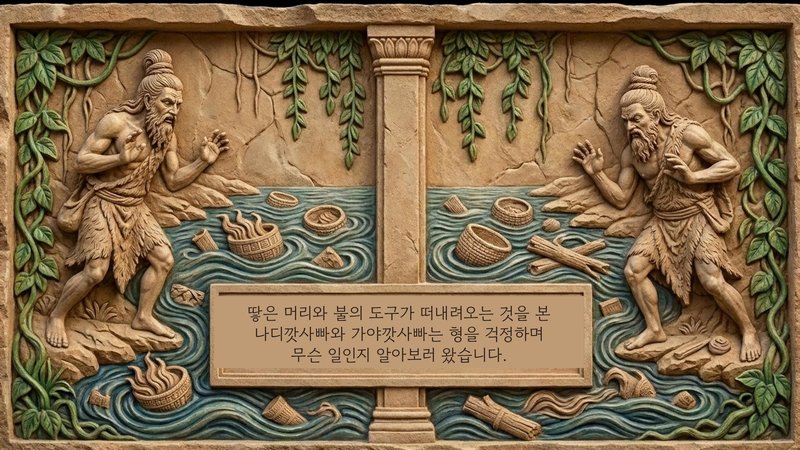 땋은 머리와 불의 도구가 떠내려오는 것을 본
나디깟사빠와 가야깟사빠는 형을 걱정하며
무슨 일인지 알아보러 왔습니다.